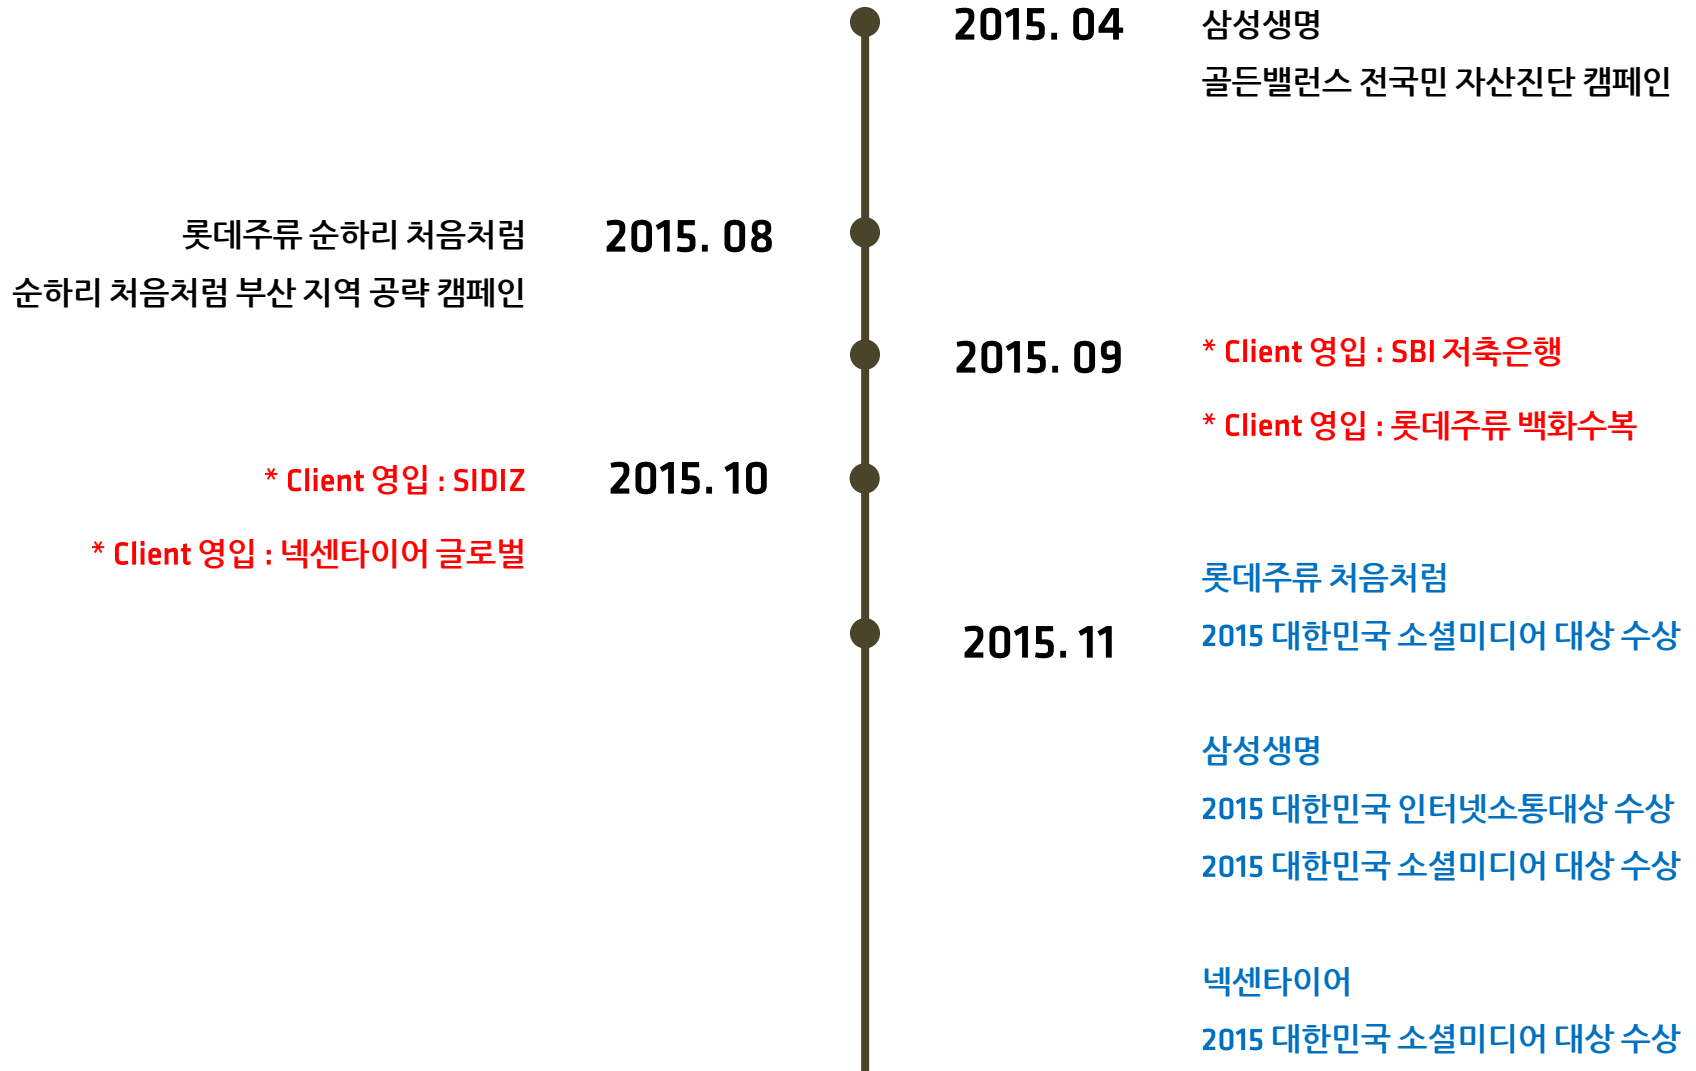 2015. 04
삼성생명
골든밸런스 전국민 자산진단 캠페인
2015. 08
롯데주류 순하리 처음처럼
순하리 처음처럼 부산 지역 공략 캠페인
2015. 09
* Client 영입 : SBI 저축은행
* Client 영입 : 롯데주류 백화수복
2015. 10
* Client 영입 : SIDIZ
* Client 영입 : 넥센타이어 글로벌
2015. 11
롯데주류 처음처럼
2015 대한민국 소셜미디어 대상 수상
삼성생명
2015 대한민국 인터넷소통대상 수상
2015 대한민국 소셜미디어 대상 수상
넥센타이어
2015 대한민국 소셜미디어 대상 수상